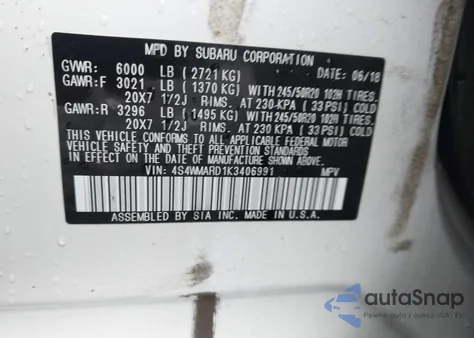 MFD BY SUBARU CORPORATION
GVWR: 6000 LB ( 2721 KG) DATE: 06/18
GAWR:F 3021 LB ( 1370 KG) WITH 245/50R20 102H TIRES,
20X7 1/2J RIMS, AT 230 KPA ( 33 PSI) COLD
GAWR:R 3296 LB ( 1495 KG) WITH 245/50R20 102H TIRES,
20X7 1/2J RIMS, AT 230 KPA ( 33 PSI) COLD
THIS VEHICLE CONFORMS TO ALL APPLICABLE FEDERAL MOTOR
VEHICLE SAFETY AND THEFT PREVENTION STANDARDS IN
EFFECT ON THE DATE OF MANUFACTURE SHOWN ABOVE
VIN: 4S4WMARD1K3406991 MPV
ASSEMBLED BY SIA INC. MADE IN U.S.A.
autoSnap
Pewne auto z aukcji USA i